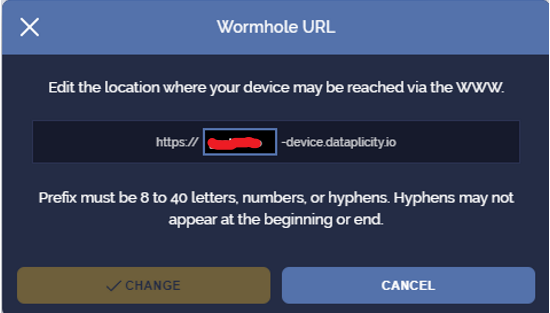 Wormhole URL
Edit the location where your device may be reached via the WWW.
https:// -device.dataplicity.io
Prefix must be 8 to 40 letters, numbers, or hyphens. Hyphens may not
appear at the beginning or end.
CHANGE CANCEL